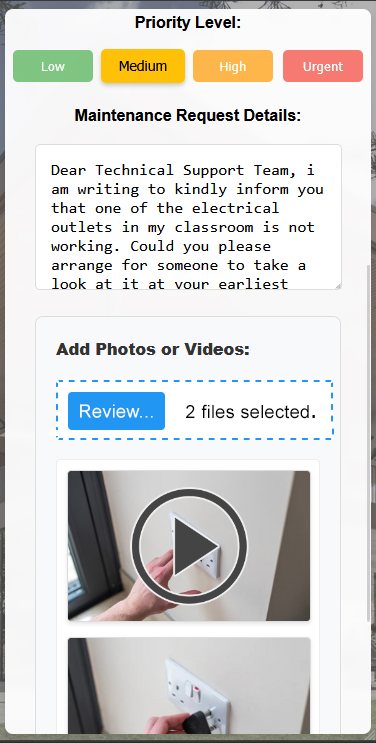 Priority Level:
Low Medium High Urgent
Maintenance Request Details:
Dear Technical Support Team, i
am writing to kindly inform you
that one of the electrical
outlets in my classroom is not
working. Could you please
arrange for someone to take a
look at it at your earliest
Add Photos or Videos:
Review... 2 files selected.